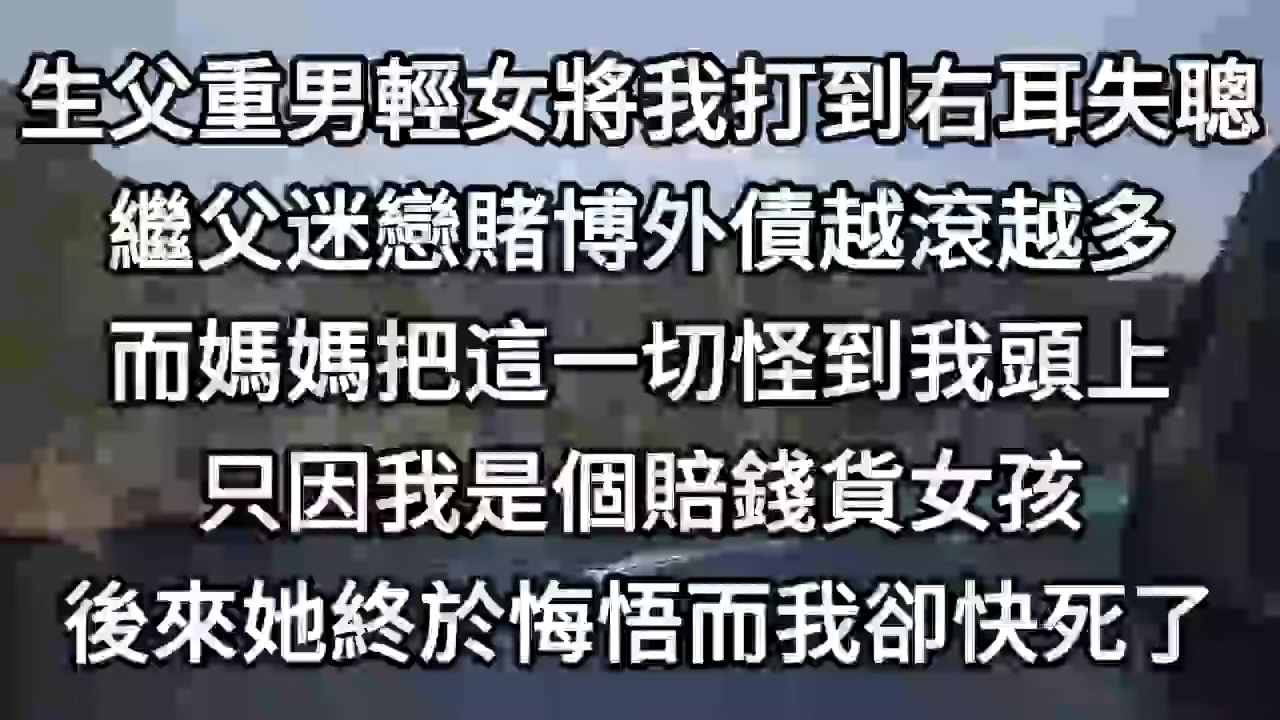 生父重男輕女將我打到右耳失聰
繼父迷戀賭博外債越滾越多
而媽媽把這一切怪到我頭上
只因我是個賠錢貨女孩
後來她終於悔悟而我卻快死了